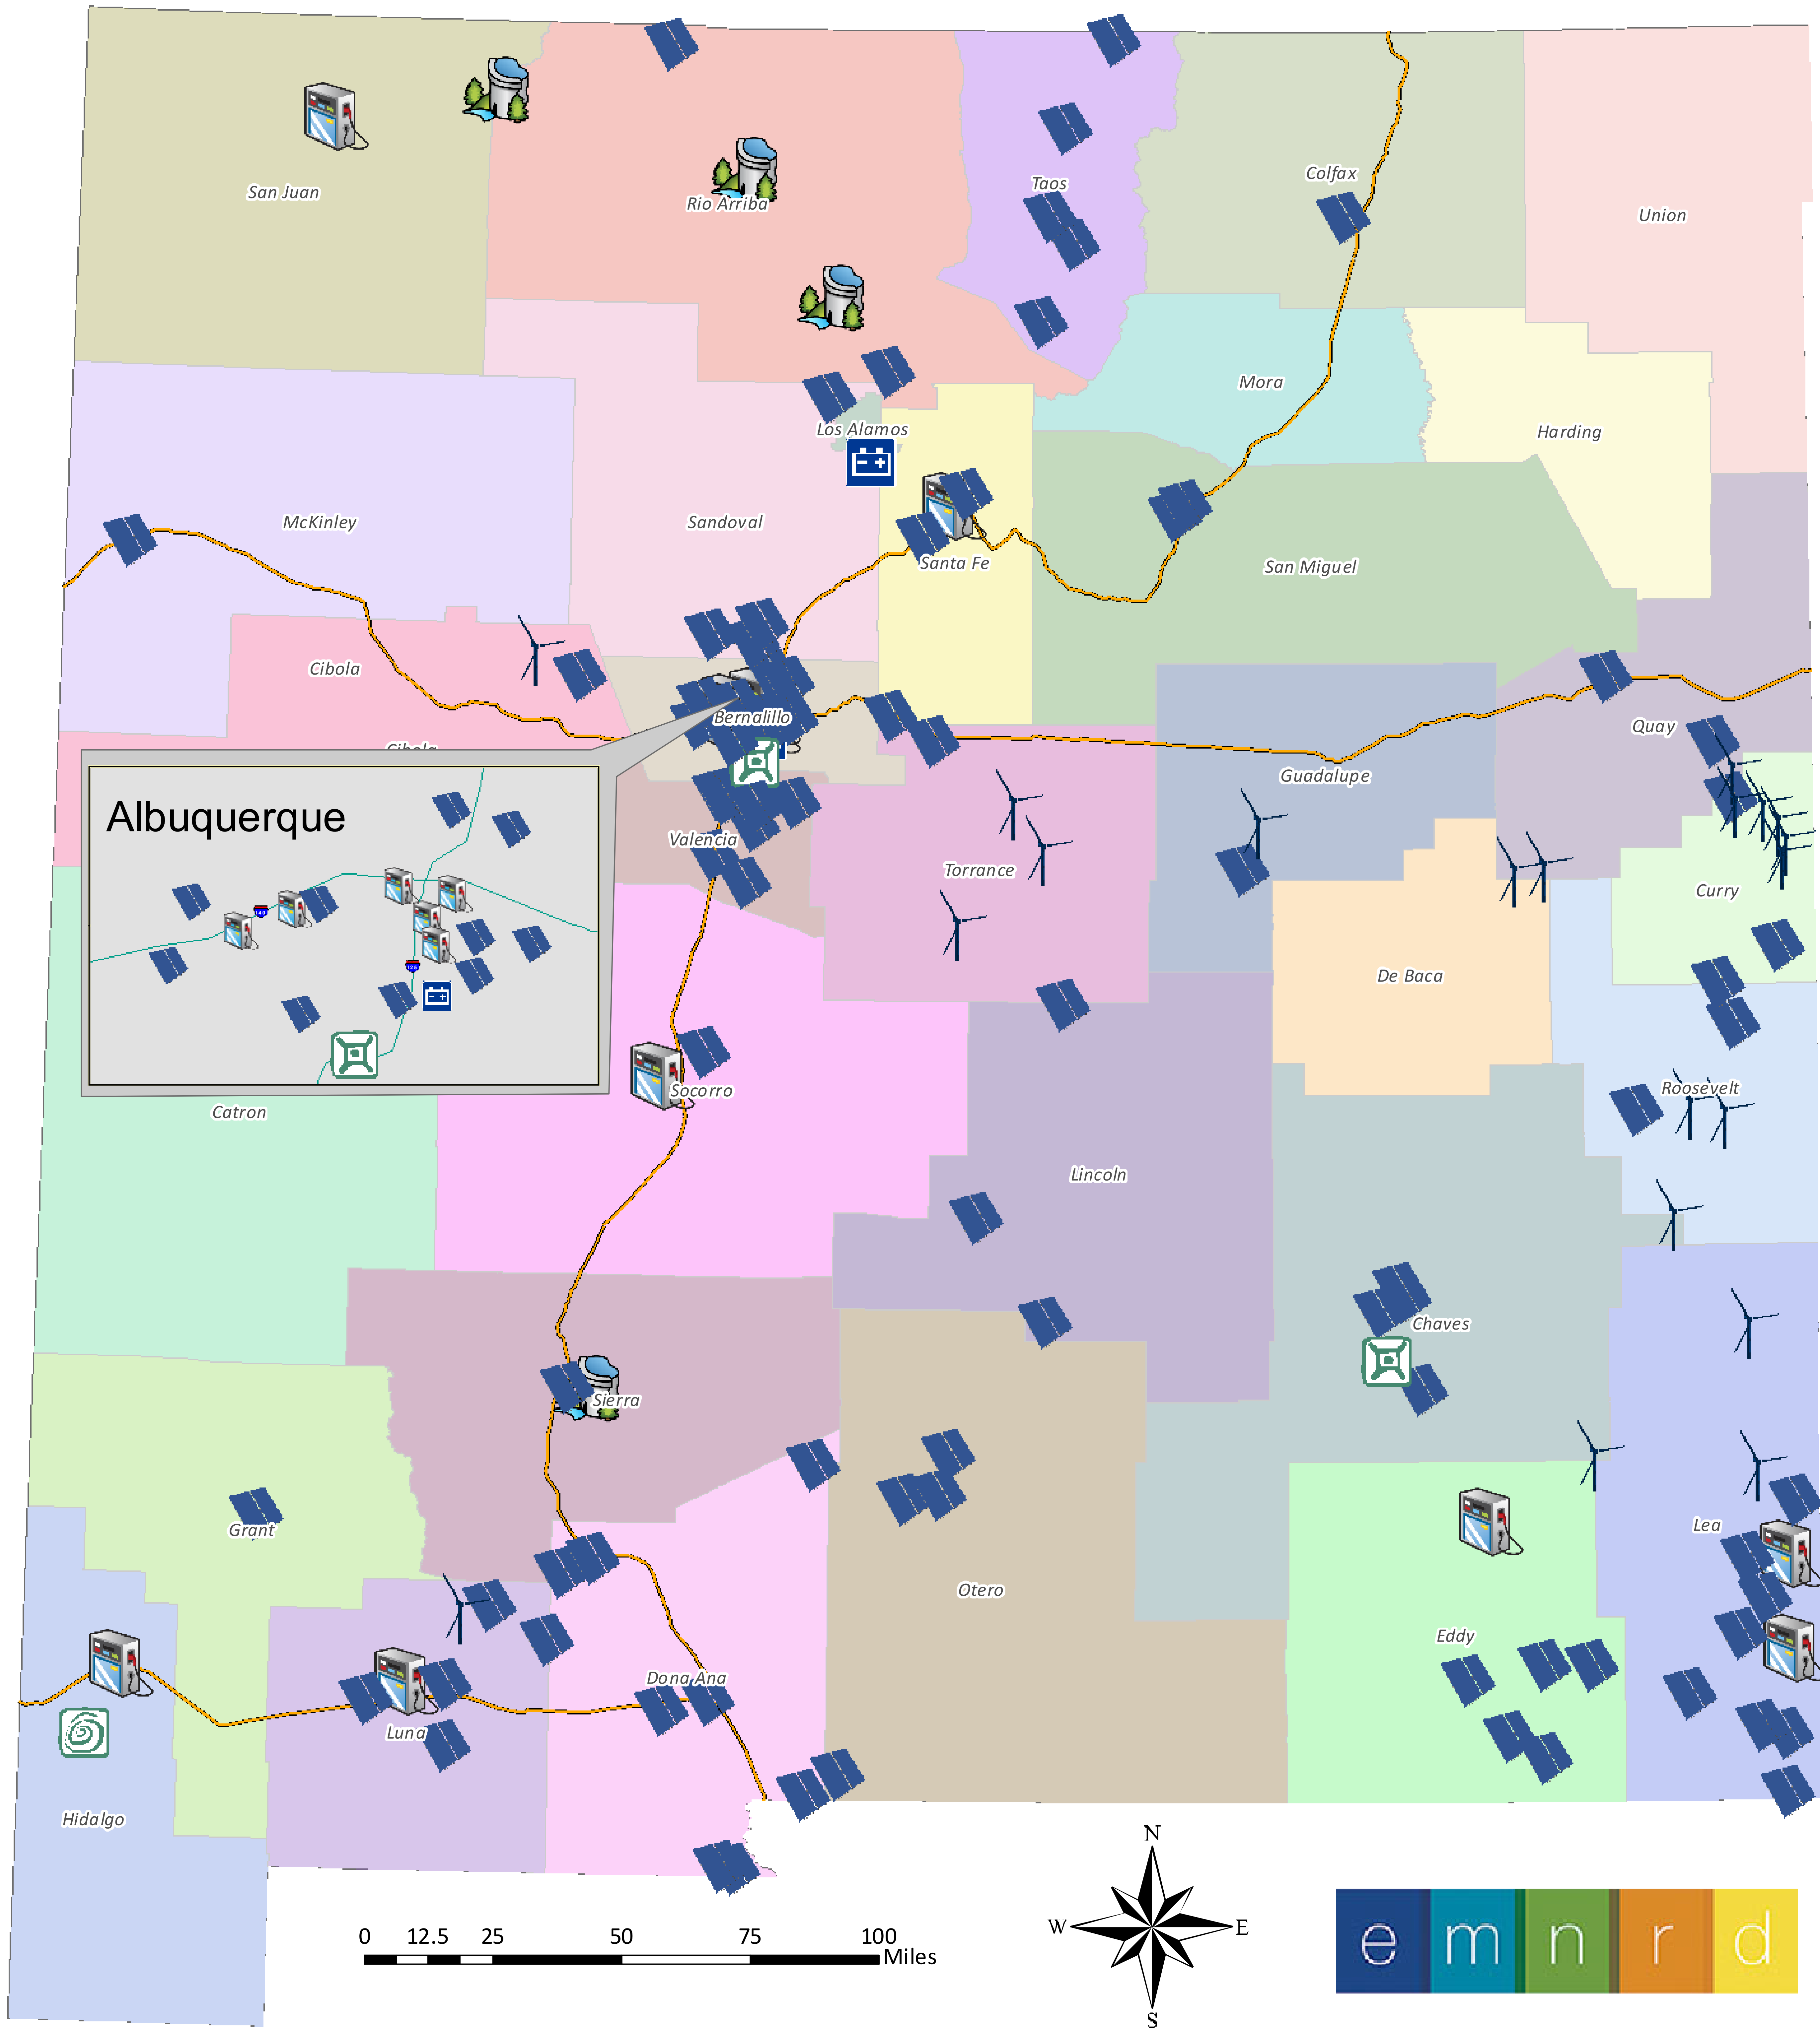 San Juan
Rio Arriba
Taos
Colfax
Union
Los Alamos
Mora
Harding
McKinley
Sandoval
Santa Fe
San Miguel
Cibola
Bernalillo
Quay
Guadalupe
Albuquerque
Valencia
Torrance
Curry
De Baca
Catron
Socorro
Roosevelt
Lincoln
Chaves
Sierra
Grant
Lea
Otero
Eddy
Dona Ana
Luna
Hidalgo
N
W E
S
0 12.5 25 50 75 100
Miles
e m n r d